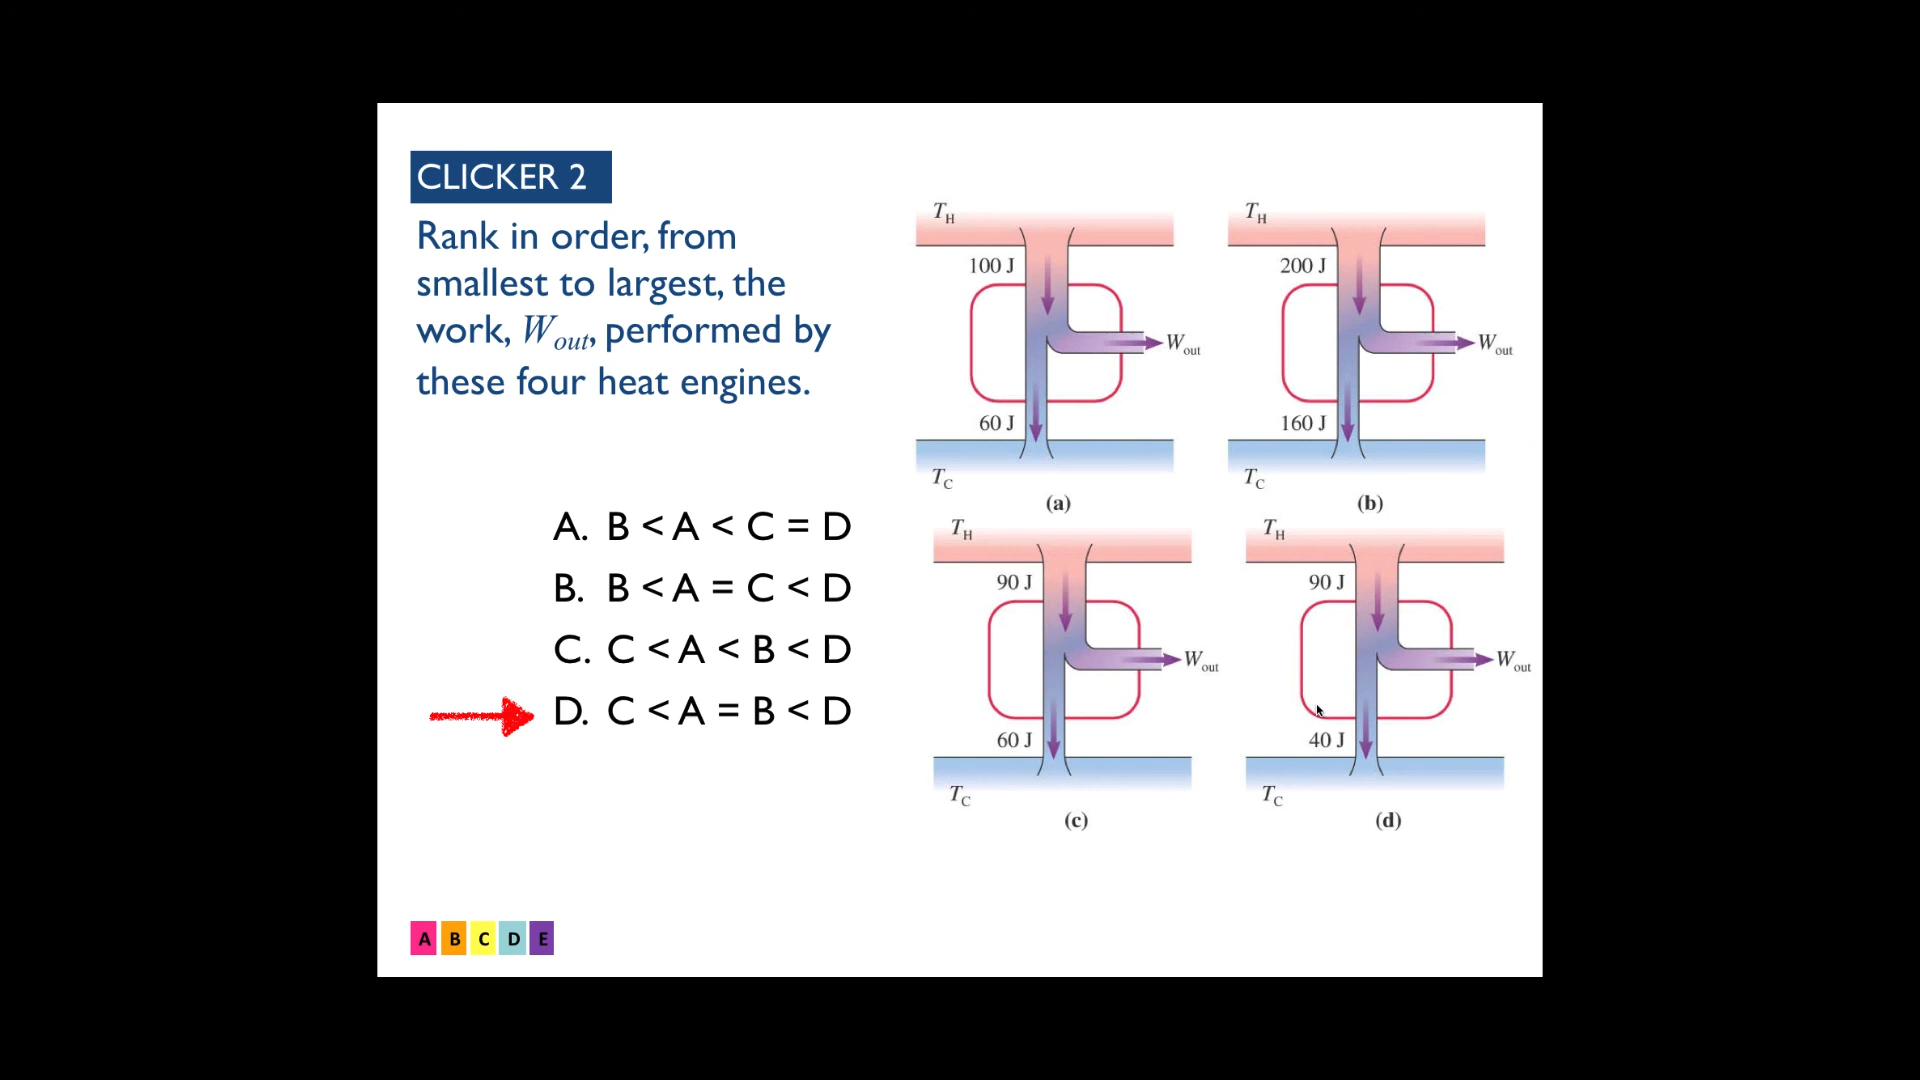 CLICKER 2
Rank in order, from
smallest to largest, the
work, Wout, performed by
these four heat engines.
A. B < A < C = D
B. B < A = C < D
C. C < A < B < D
D. C < A = B < D
TH
100 J
Wout
60 J
TC
(a)
TH
200 J
Wout
160 J
TC
(b)
TH
90 J
Wout
60 J
TC
(c)
TH
90 J
Wout
40 J
TC
(d)
A B C D E